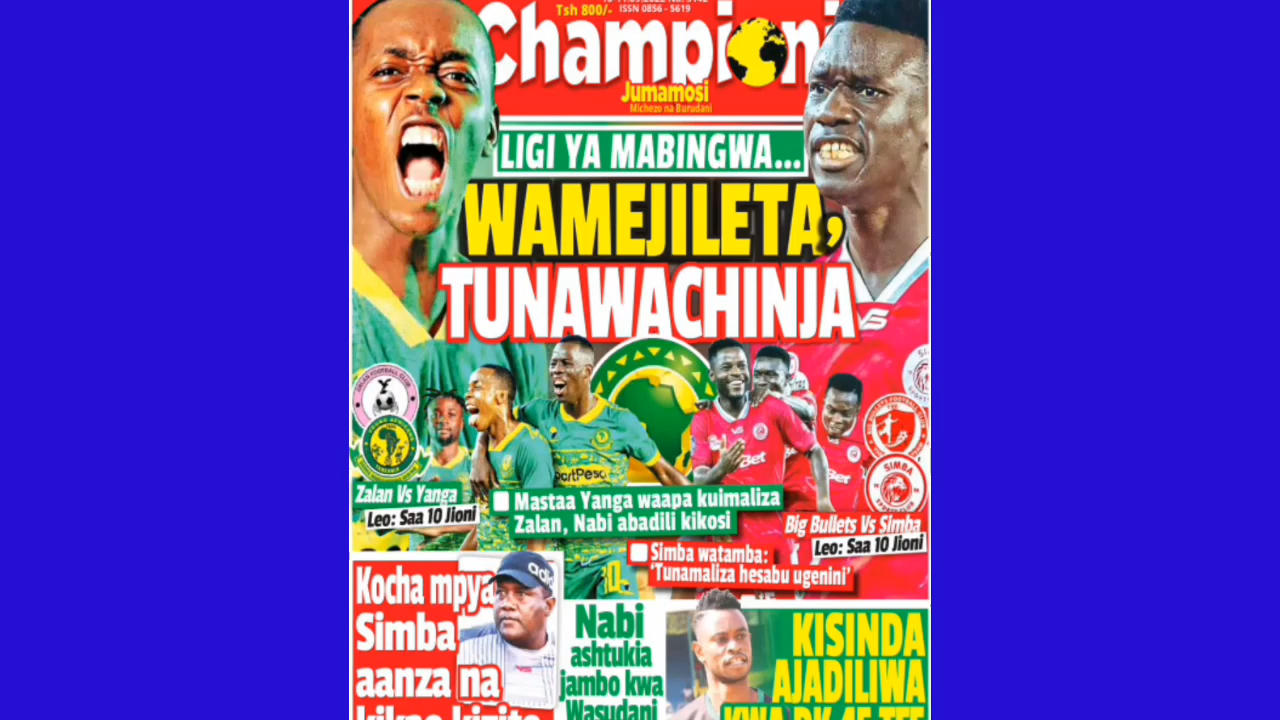 Tsh 800/-
ISSN 0856 - 5619
Championi
Jumamosi
Michezo na Burudani
LIGI YA MABINGWA...
WAMEJILETA,
TUNAWACHINJA
Zalan Vs Yanga
Leo: Saa 10 Jioni
Mastaa Yanga waapa kuimaliza
Zalan, Nabi abadili kikosi
SIMBA
Big Bullets Vs Simba
Leo: Saa 10 Jioni
Simba watamba:
'Tunamaliza hesabu ugenini'
Kocha mpya
Simba
aanza na
adidas
Nabi
ashtukia
jambo kwa
Wasudani
KISINDA
AJADILIWA